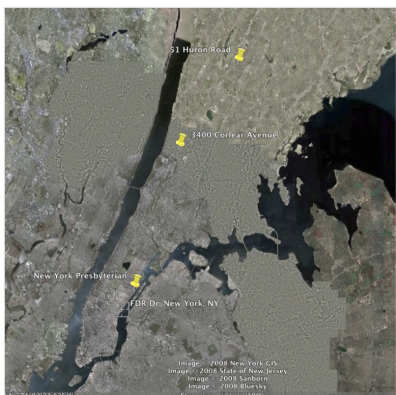 51 Huron Road
3400 Corlear Avenue
New York Presbyterian
FDR Dr. New York, NY
Image © 2008 New York GIS
Image © 2008 State of New Jersey
Image © 2008 Sanborn
Image © 2008 Bluesky